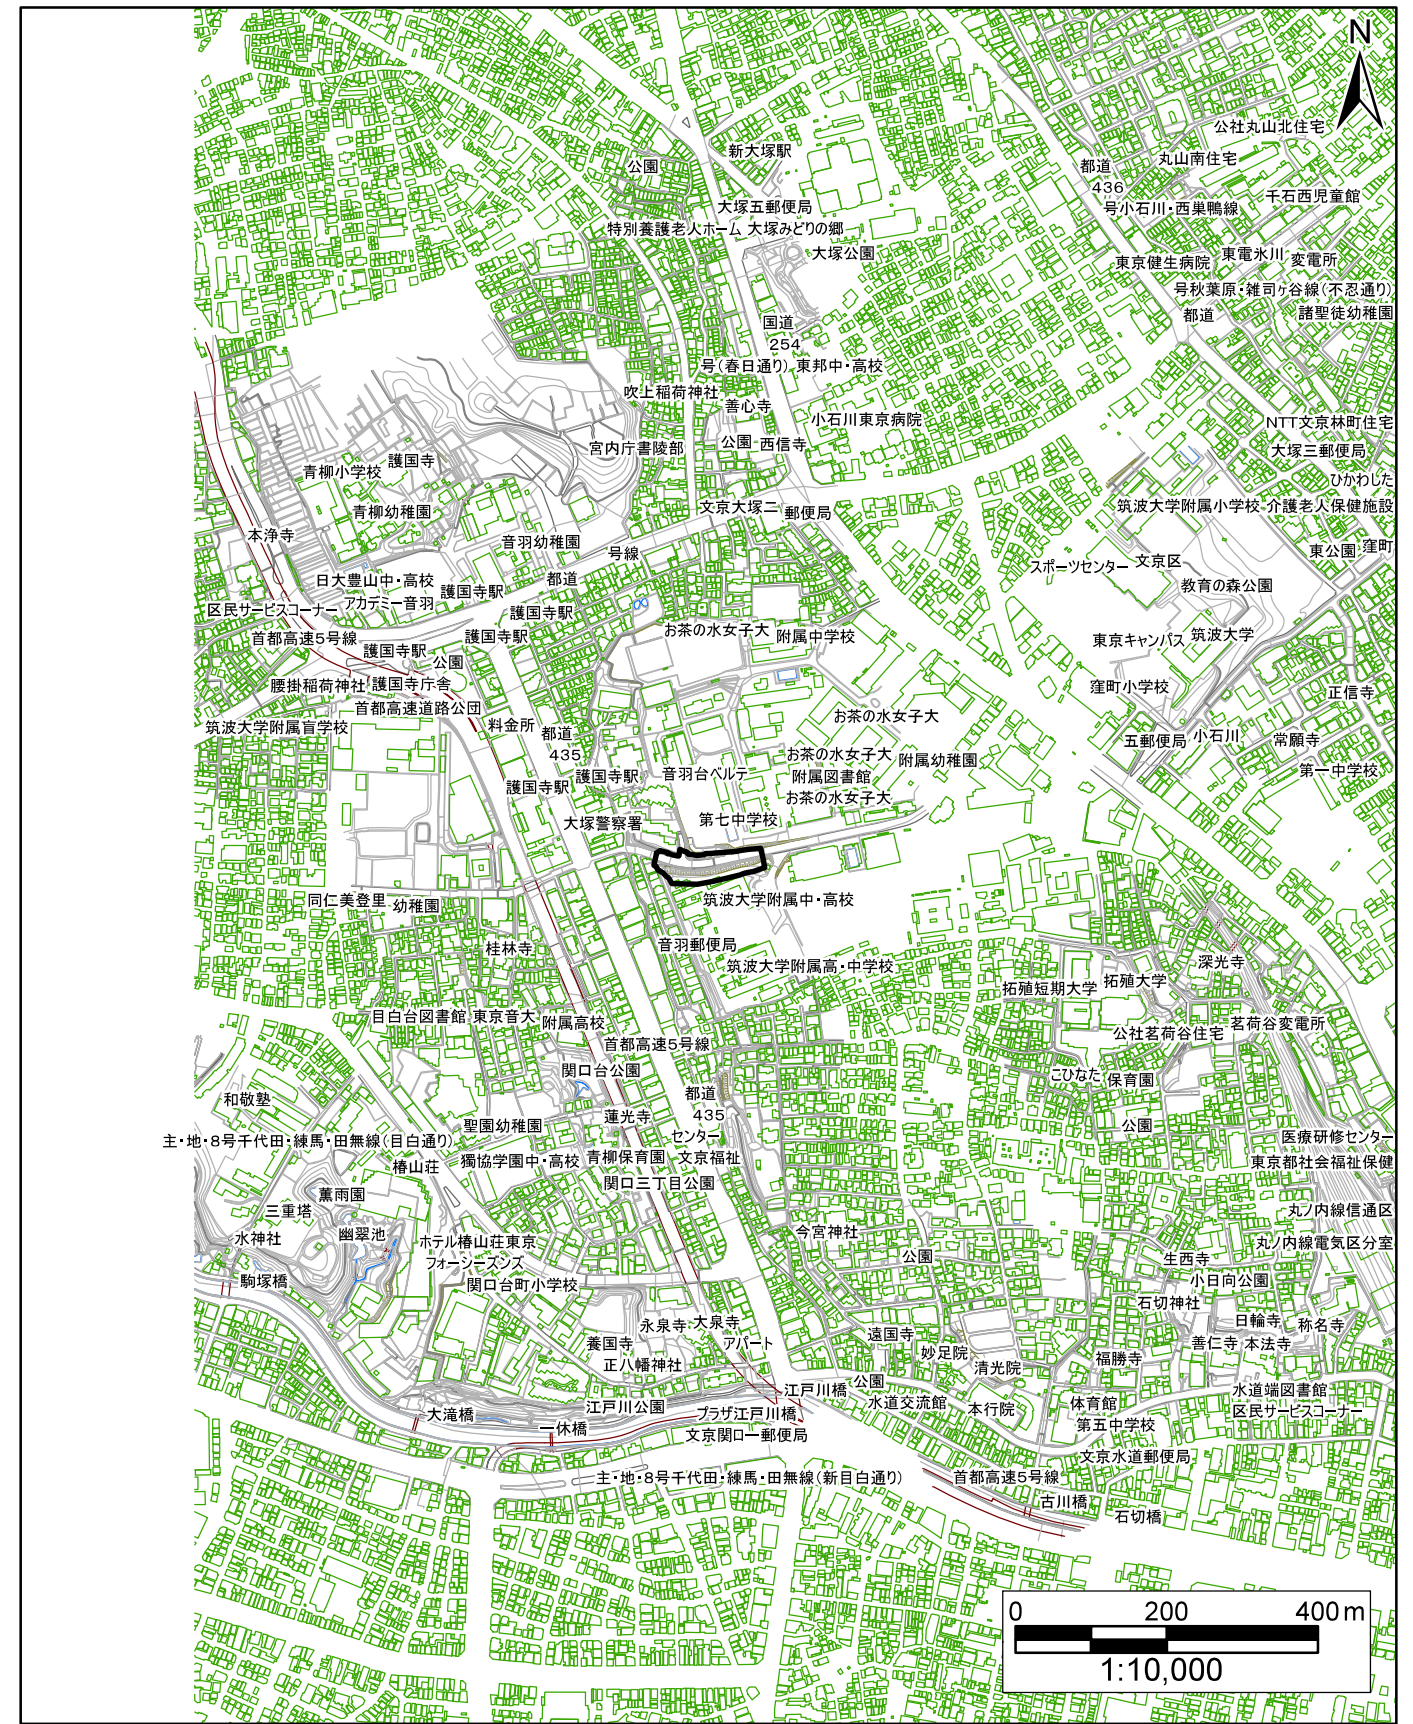 N
公社丸山北住宅
新大塚駅
丸山南住宅
公園
都道
436
千石西児童館
大塚五郵便局
号小石川・西巣鴨線
特別養護老人ホーム 大塚みどりの郷
大塚公園
東京健生病院
東電氷川 変電所
号秋葉原・雑司ヶ谷線(不忍通り)
都道
諸聖徒幼稚園
国道
254
号(春日通り) 東邦中・高校
吹上稲荷神社
善心寺
小石川東京病院
NTT文京林町住宅
公園 西信寺
宮内庁書陵部
大塚三郵便局
護国寺
青柳小学校
ひかわした
青柳幼稚園
文京大塚二 郵便局
筑波大学附属小学校 介護老人保健施設
本浄寺
音羽幼稚園
号線
東公園 窪町
スポーツセンター 文京区
日大豊山中・高校
都道
護国寺駅
教育の森公園
区民サービスコーナー アカデミー音羽
護国寺駅
首都高速5号線
護国寺駅
お茶の水女子大 附属中学校
東京キャンパス 筑波大学
護国寺駅
公園
腰掛稲荷神社 護国寺庁舎
窪町小学校
正信寺
首都高速道路公団
筑波大学附属盲学校
料金所 都道
435
お茶の水女子大
五郵便局 小石川 常願寺
お茶の水女子大 附属幼稚園
護国寺駅
音羽台ベルテ
附属図書館
第一中学校
護国寺駅
お茶の水女子大
大塚警察署
第七中学校
同仁美登里 幼稚園
筑波大学附属中・高校
桂林寺
音羽郵便局
筑波大学附属高・中学校
深光寺
拓殖短期大学 拓殖大学
目白台図書館 東京音大 附属高校
茗荷谷変電所
公社茗荷谷住宅
首都高速5号線
関口台公園
こひなた 保育園
和敬塾
都道
435
蓮光寺
聖園幼稚園
公園
センター
医療研修センター
主・地・8号千代田・練馬・田無線(目白通り)
青柳保育園 文京福祉
東京都社会福祉保健
椿山荘
獨協学園中・高校
関口三丁目公園
薫雨園
三重塔
丸ノ内線信通区
今宮神社
幽翠池
水神社
ホテル椿山荘東京
丸ノ内線電気区分室
公園
フォーシーズンズ
生西寺
駒塚橋
関口台町小学校
小日向公園
石切神社
日輪寺 称名寺
永泉寺 大泉寺
遠国寺
養国寺
アパート
妙足院
善仁寺 本法寺
正八幡神社
清光院
福勝寺
江戸川橋
公園
水道端図書館
江戸川公園
プラザ江戸川橋
水道交流館
本行院
体育館
区民サービスコーナー
大滝橋
一休橋
文京関口一郵便局
第五中学校
文京水道郵便局
主・地・8号千代田・練馬・田無線(新目白通り)
首都高速5号線
古川橋
石切橋
0 200 400m
1:10,000